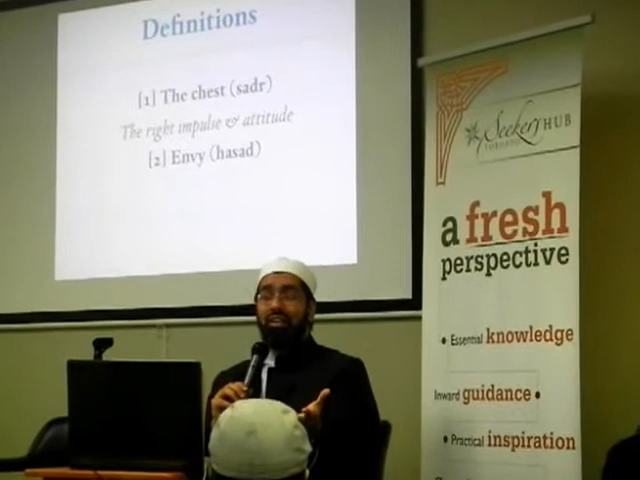 Definitions
[1] The chest (sadr)
The right impulse & attitude
[2] Envy (hasad)
SeekersHUB
TORONTO
a fresh
perspective
• Essential knowledge
Inward guidance •
• Practical inspiration